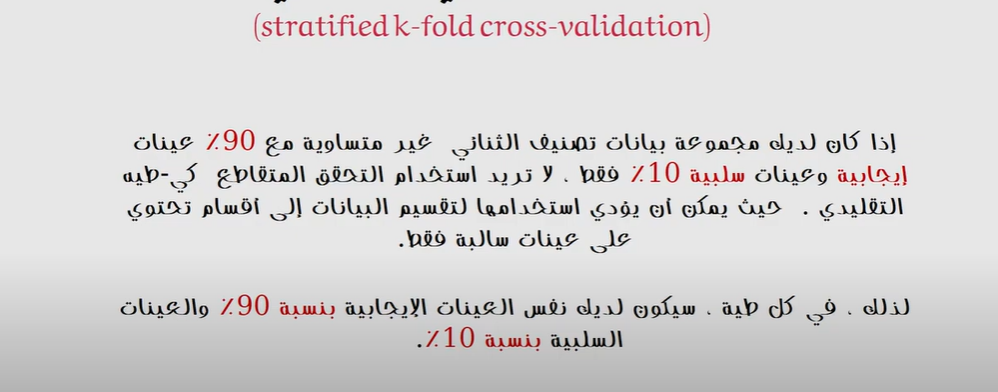 (stratified k-fold cross-validation)
إذا كان لديك مجموعة بيانات تصنيف الثنائي غير متساوية مع 90٪ عينات
إيجابية وعينات سلبية 10٪ فقط ، لا تريد استخدام التحقق المتقاطع كي-طيه
التقليدي . حيث يمكن أن يؤدي استخدامها لتقسيم البيانات إلى أقسام تحتوي
على عينات سالبة فقط.
لذلك ، في كل طية ، سيكون لديك نفس العينات الإيجابية بنسبة 90٪ والعينات
السلبية بنسبة 10٪.